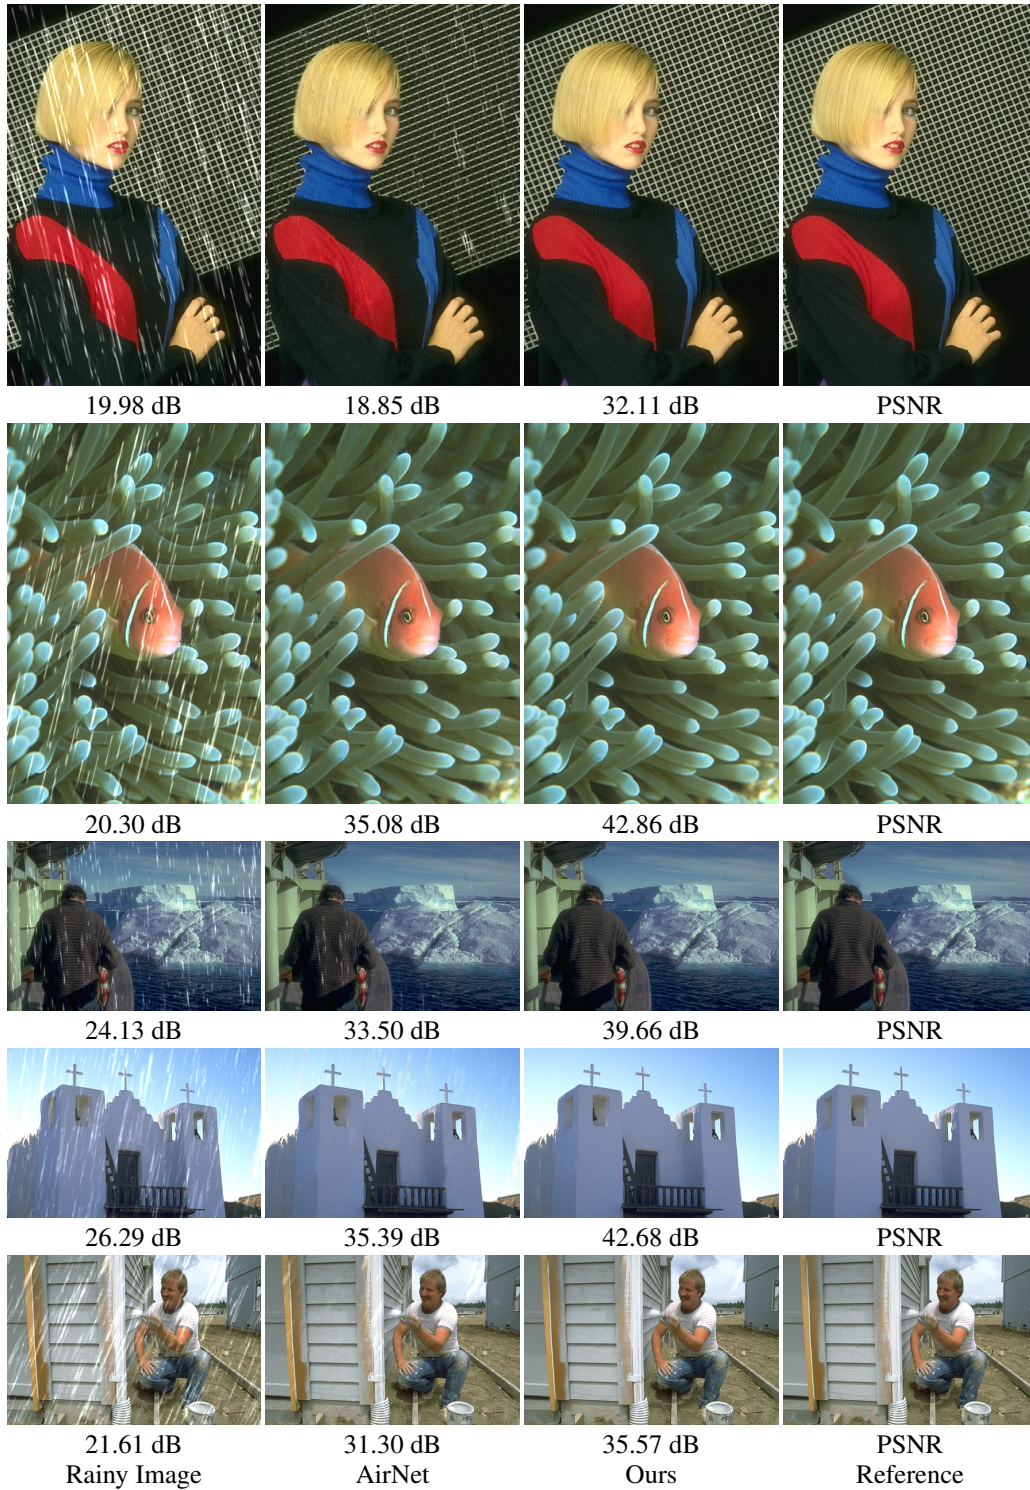 19.98 dB 18.85 dB 32.11 dB PSNR
20.30 dB 35.08 dB 42.86 dB PSNR
24.13 dB 33.50 dB 39.66 dB PSNR
26.29 dB 35.39 dB 42.68 dB PSNR
21.61 dB 31.30 dB 35.57 dB PSNR
Rainy Image AirNet Ours Reference